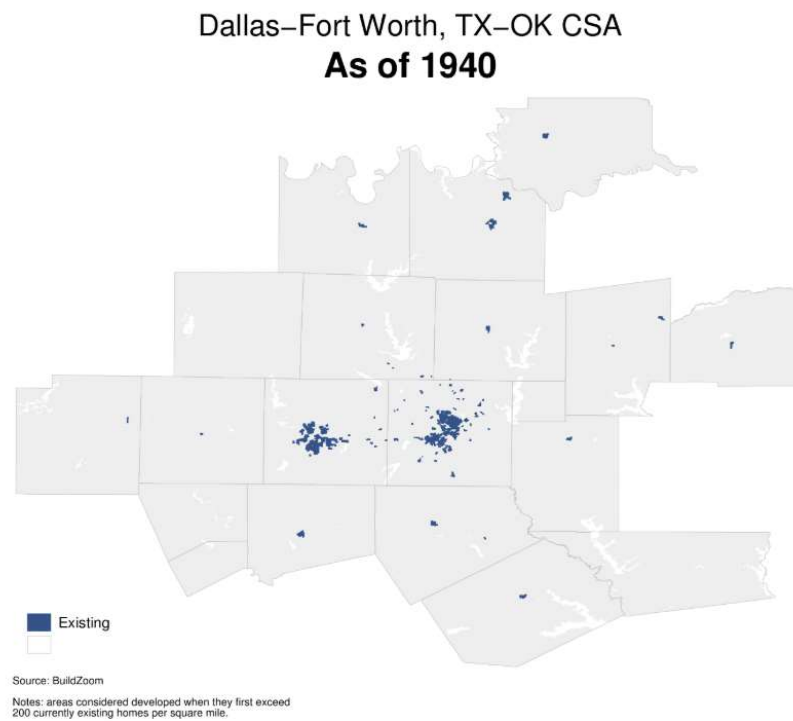 Dallas–Fort Worth, TX–OK CSA
As of 1940
Existing
Source: BuildZoom
Notes: areas considered developed when they first exceed
200 currently existing homes per square mile.